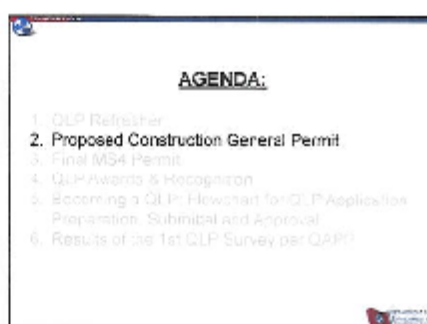 AGENDA:
1. QLP Refresher
2. Proposed Construction General Permit
3. Final MS4 Permit
4. QLP Awards & Recognition
5. Becoming a QLP: Flowchart for QLP Application
Preparation, Submittal and Approval
6. Results of the 1st QLP Survey per QAPP